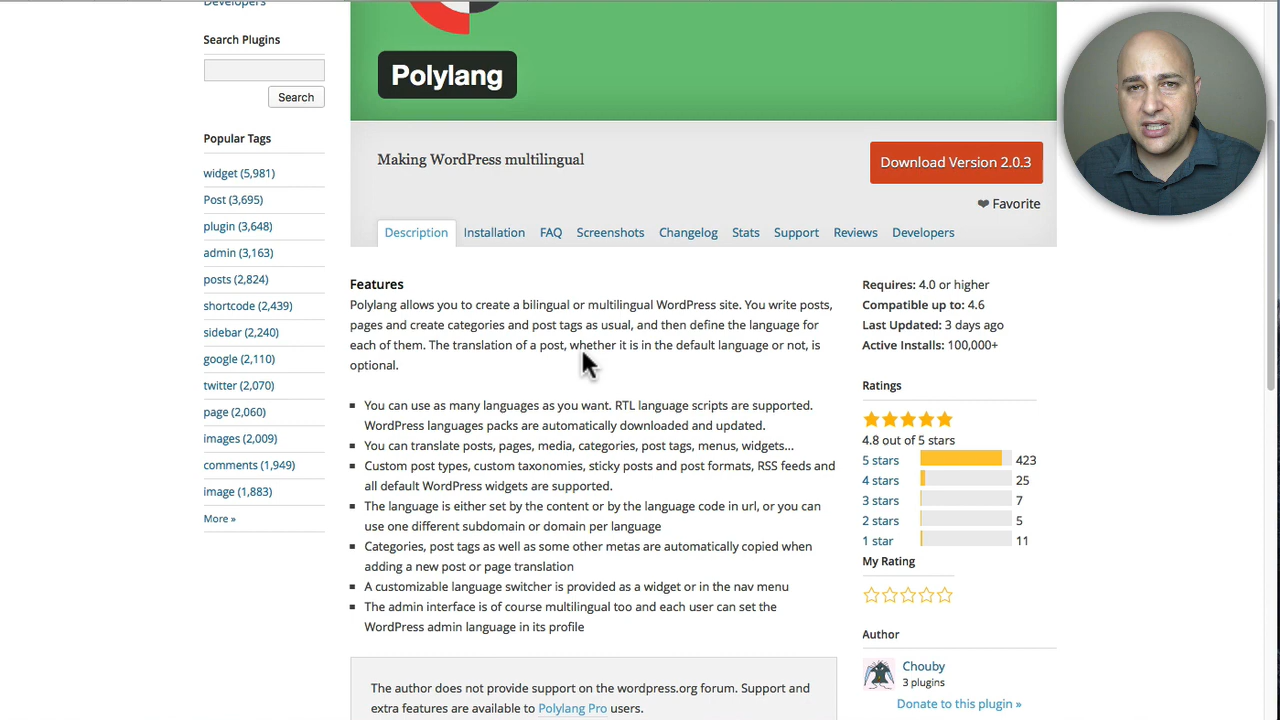 Developers
Search Plugins
Search
Popular Tags
widget (5,981)
Post (3,695)
plugin (3,648)
admin (3,163)
posts (2,824)
shortcode (2,439)
sidebar (2,240)
google (2,110)
twitter (2,070)
page (2,060)
images (2,009)
comments (1,949)
image (1,883)
More »
Polylang
Making WordPress multilingual
Download Version 2.0.3
❤ Favorite
Description Installation FAQ Screenshots Changelog Stats Support Reviews Developers
Features
Polylang allows you to create a bilingual or multilingual WordPress site. You write posts,
pages and create categories and post tags as usual, and then define the language for
each of them. The translation of a post, whether it is in the default language or not, is
optional.
You can use as many languages as you want. RTL language scripts are supported.
WordPress languages packs are automatically downloaded and updated.
You can translate posts, pages, media, categories, post tags, menus, widgets...
Custom post types, custom taxonomies, sticky posts and post formats, RSS feeds and
all default WordPress widgets are supported.
The language is either set by the content or by the language code in url, or you can
use one different subdomain or domain per language
Categories, post tags as well as some other metas are automatically copied when
adding a new post or page translation
A customizable language switcher is provided as a widget or in the nav menu
The admin interface is of course multilingual too and each user can set the
WordPress admin language in its profile
The author does not provide support on the wordpress.org forum. Support and
extra features are available to Polylang Pro users.
Requires: 4.0 or higher
Compatible up to: 4.6
Last Updated: 3 days ago
Active Installs: 100,000+
Ratings
4.8 out of 5 stars
5 stars 423
4 stars 25
3 stars 7
2 stars 5
1 star 11
My Rating
Author
Chouby
3 plugins
Donate to this plugin »